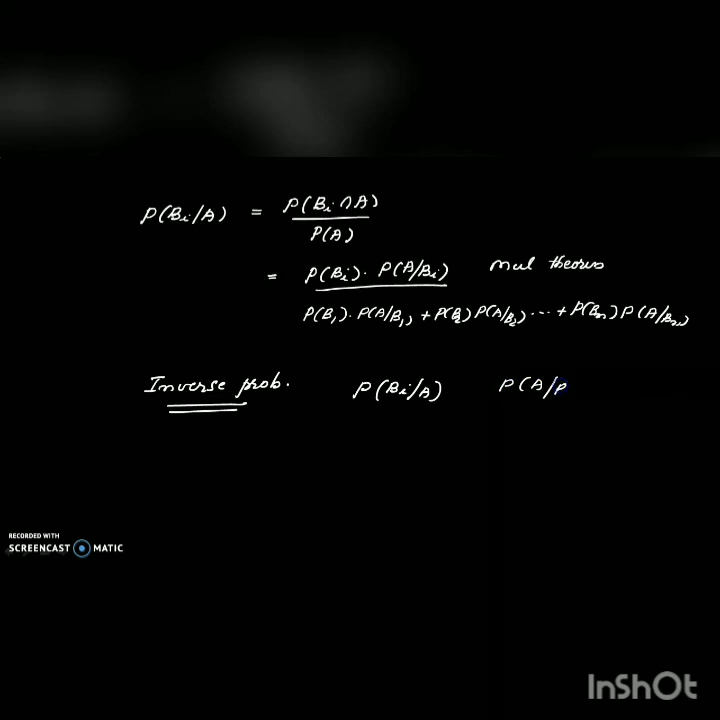 P(Bi/A) = P(Bi ∩ A)
P(A)
= P(Bi). P(A/Bi) mul theorem
P(B1). P(A/B1) + P(B2) P(A/B2) ... + P(Bn) P(A/Bn)
Inverse prob. P(Bi/A) P(A/
RECORDED WITH
SCREENCAST MATIC
InShOt